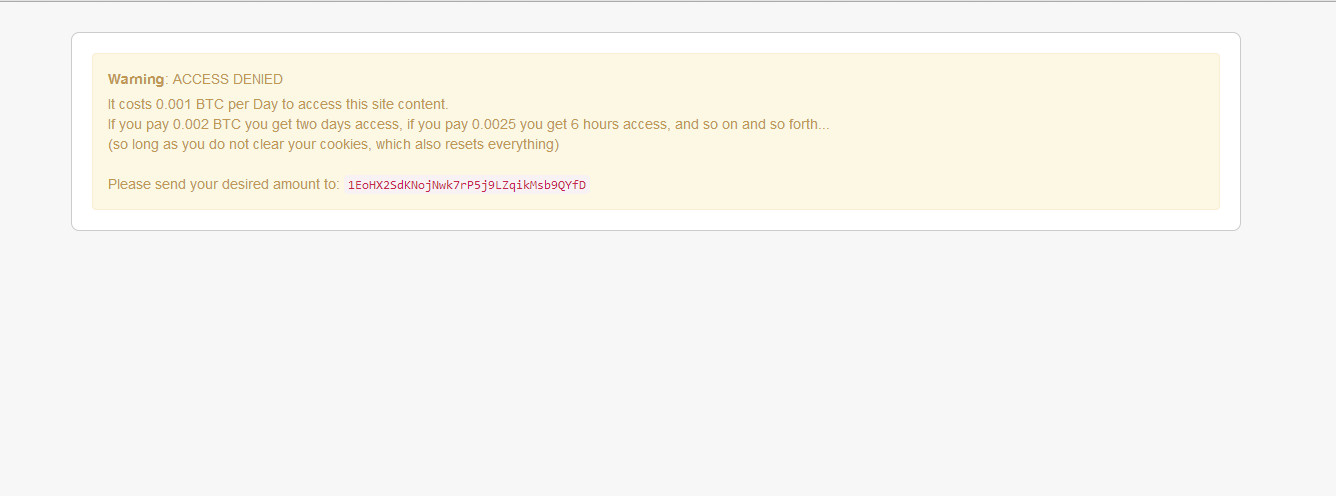 Warning: ACCESS DENIED
It costs 0.001 BTC per Day to access this site content.
If you pay 0.002 BTC you get two days access, if you pay 0.0025 you get 6 hours access, and so on and so forth...
(so long as you do not clear your cookies, which also resets everything)
Please send your desired amount to: 1EoHX2SdKNojNwk7rP5j9LZqikMsb9QYfD